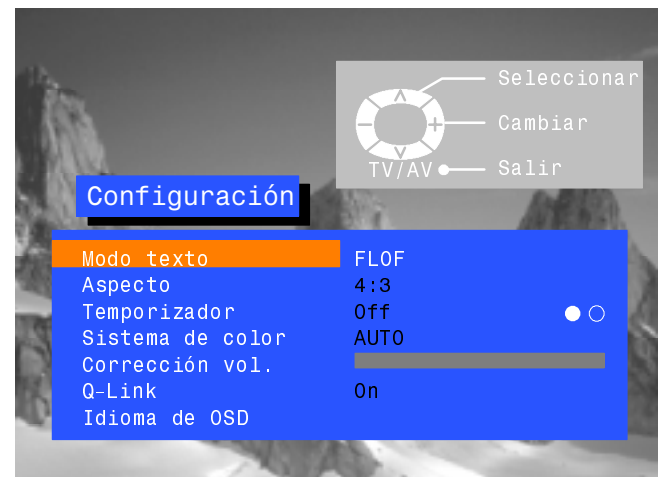 Seleccionar
Cambiar
TV/AV Salir
Configuración
Modo texto FLOF
Aspecto 4:3
Temporizador Off
Sistema de color AUTO
Corrección vol.
Q-Link On
Idioma de OSD